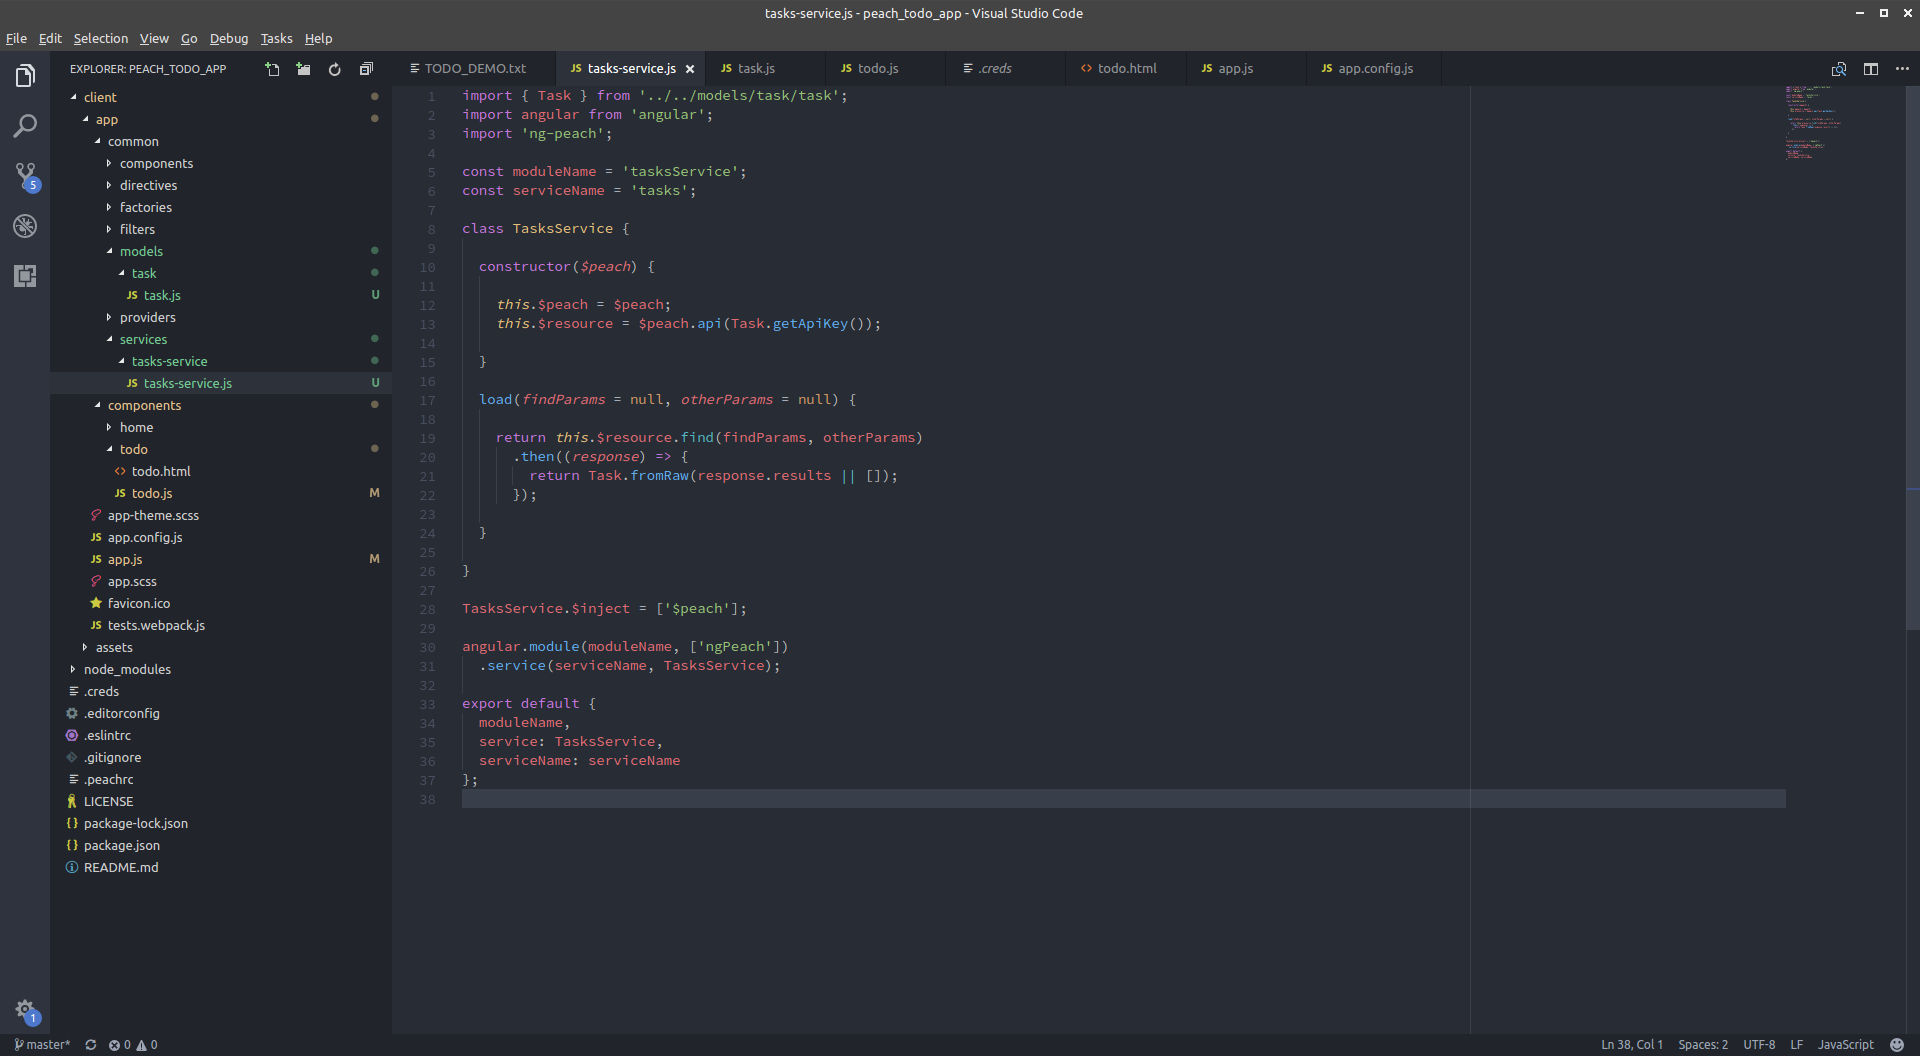 tasks-service.js - peach_todo_app - Visual Studio Code
File Edit Selection View Go Debug Tasks Help
EXPLORER: PEACH_TODO_APP
client
app
common
components
directives
factories
filters
models
task
JS task.js U
providers
services
tasks-service
JS tasks-service.js U
components
home
todo
<> todo.html
JS todo.js M
app-theme.scss
JS app.config.js
JS app.js M
app.scss
favicon.ico
JS tests.webpack.js
assets
node_modules
.creds
.editorconfig
.eslintrc
.gitignore
.peachrc
LICENSE
{} package-lock.json
{} package.json
README.md
5
1
TODO_DEMO.txt JS tasks-service.js JS task.js JS todo.js .creds <> todo.html JS app.js JS app.config.js
1 import { Task } from '../../models/task/task';
2 import angular from 'angular';
3 import 'ng-peach';
4
5 const moduleName = 'tasksService';
6 const serviceName = 'tasks';
7
8 class TasksService {
9
10 constructor($peach) {
11
12 this.$peach = $peach;
13 this.$resource = $peach.api(Task.getApiKey());
14
15 }
16
17 load(findParams = null, otherParams = null) {
18
19 return this.$resource.find(findParams, otherParams)
20 .then((response) => {
21 return Task.fromRaw(response.results || []);
22 });
23
24 }
25
26 }
27
28 TasksService.$inject = ['$peach'];
29
30 angular.module(moduleName, ['ngPeach'])
31 .service(serviceName, TasksService);
32
33 export default {
34 moduleName,
35 service: TasksService,
36 serviceName: serviceName
37 };
38
master* 0 0 Ln 38, Col 1 Spaces: 2 UTF-8 LF JavaScript